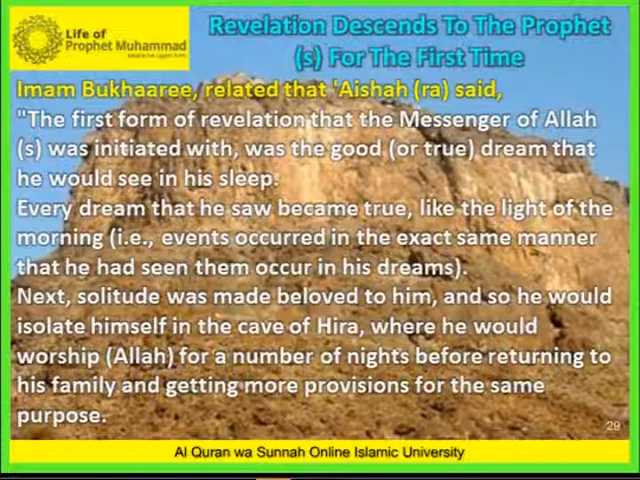 Life of
Prophet Muhammad
Revelation Descends To The Prophet
(s) For The First Time
Imam Bukhaaree, related that 'Aishah (ra) said,
"The first form of revelation that the Messenger of Allah
(s) was initiated with, was the good (or true) dream that
he would see in his sleep.
Every dream that he saw became true, like the light of the
morning (i.e., events occurred in the exact same manner
that he had seen them occur in his dreams).
Next, solitude was made beloved to him, and so he would
isolate himself in the cave of Hira, where he would
worship (Allah) for a number of nights before returning to
his family and getting more provisions for the same
purpose.
29
Al Quran wa Sunnah Online Islamic University